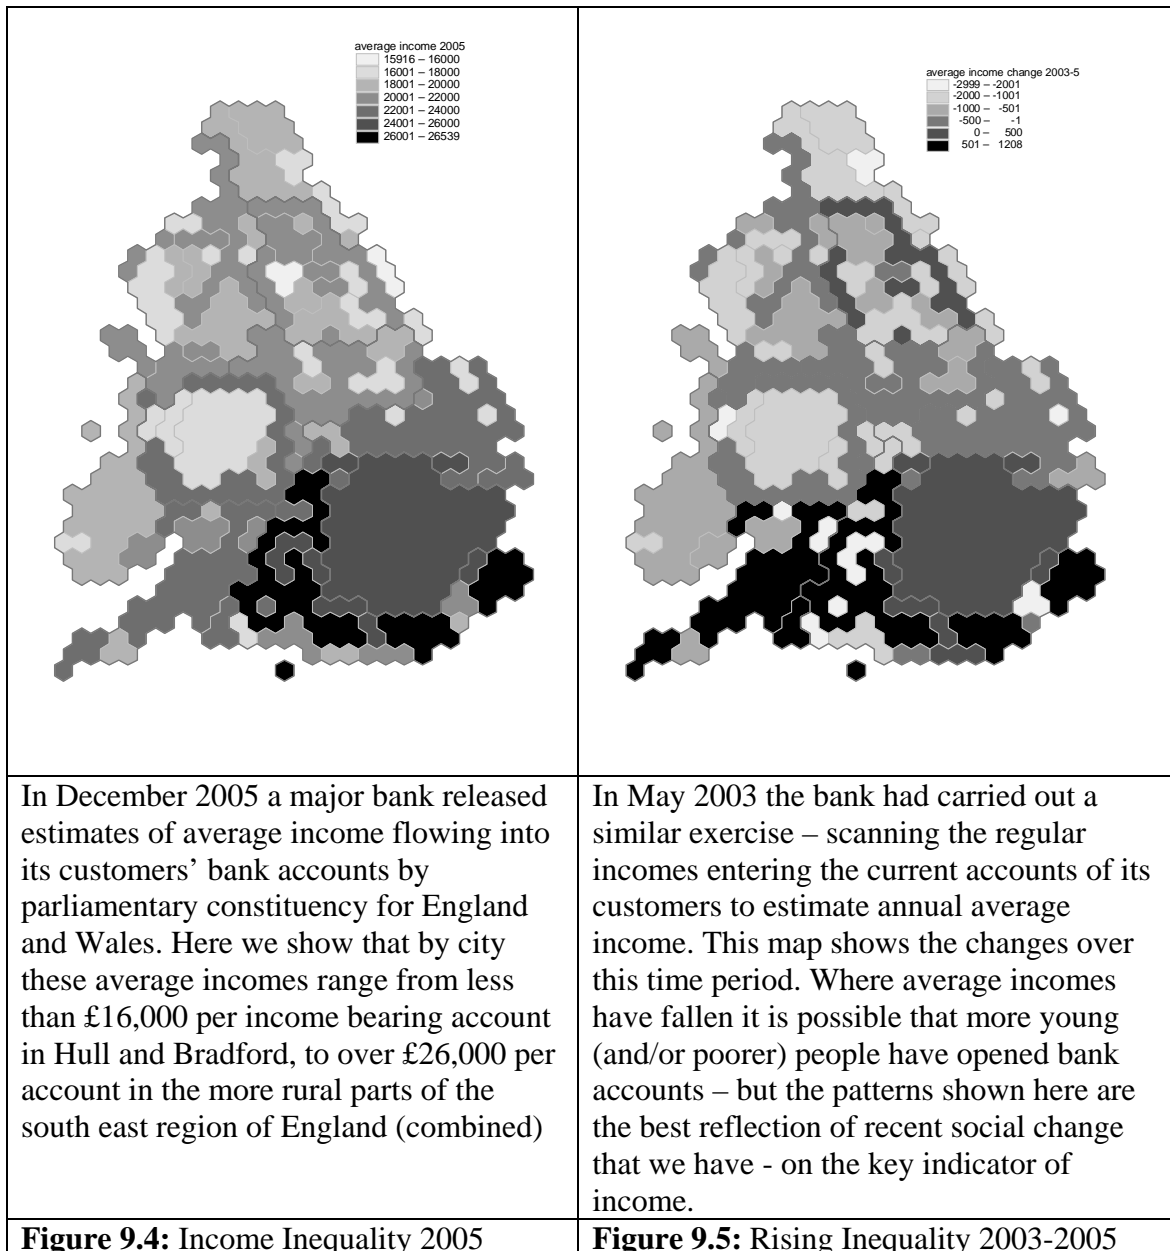 average income 2005
15916 – 16000
16001 – 18000
18001 – 20000
20001 – 22000
22001 – 24000
24001 – 26000
26001 – 26539
average income change 2003-5
-2999 – -2001
-2000 – -1001
-1000 – -501
-500 – -1
0 – 500
501 – 1208
In December 2005 a major bank released
estimates of average income flowing into
its customers’ bank accounts by
parliamentary constituency for England
and Wales. Here we show that by city
these average incomes range from less
than £16,000 per income bearing account
in Hull and Bradford, to over £26,000 per
account in the more rural parts of the
south east region of England (combined)
In May 2003 the bank had carried out a
similar exercise – scanning the regular
incomes entering the current accounts of its
customers to estimate annual average
income. This map shows the changes over
this time period. Where average incomes
have fallen it is possible that more young
(and/or poorer) people have opened bank
accounts – but the patterns shown here are
the best reflection of recent social change
that we have - on the key indicator of
income.
Figure 9.4: Income Inequality 2005
Figure 9.5: Rising Inequality 2003-2005